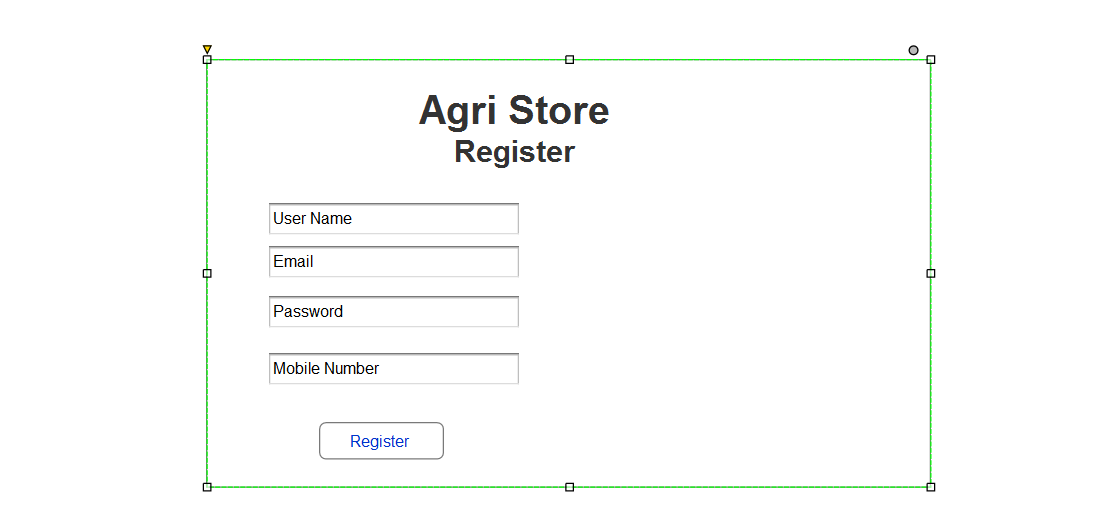 Agri Store
Register
User Name
Email
Password
Mobile Number
Register